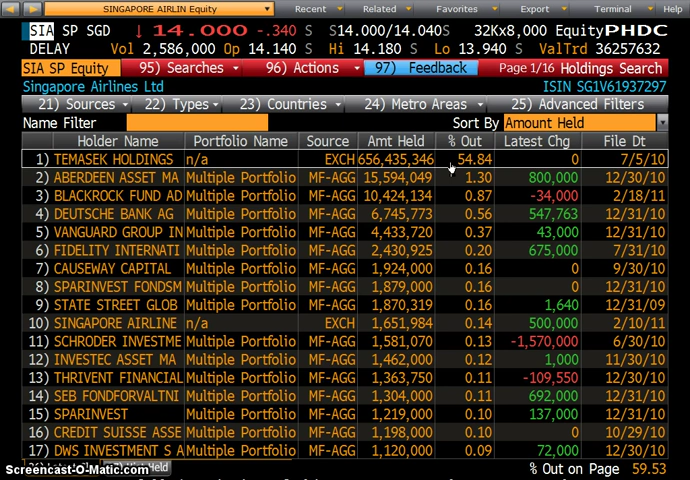 SINGAPORE AIRLIN Equity Recent Related Favorites Export Terminal Help
SIA SP SGD ↓ 14.000 -.340 S S14.000/14.040S 32Kx8,000 EquityPHDC
DELAY Vol 2,586,000 Op 14.140 S Hi 14.180 S Lo 13.940 S ValTrd 36257632
SIA SP Equity 95) Searches 96) Actions 97) Feedback Page 1/16 Holdings Search
Singapore Airlines Ltd ISIN SG1V61937297
21) Sources 22) Types 23) Countries 24) Metro Areas 25) Advanced Filters
Name Filter Sort By Amount Held
Holder Name Portfolio Name Source Amt Held % Out Latest Chg File Dt
1) TEMASEK HOLDINGS n/a EXCH 656,435,346 54.84 0 7/5/10
2) ABERDEEN ASSET MA Multiple Portfolio MF-AGG 15,594,049 1.30 800,000 12/30/10
3) BLACKROCK FUND AD Multiple Portfolio MF-AGG 10,424,134 0.87 -34,000 2/18/11
4) DEUTSCHE BANK AG Multiple Portfolio MF-AGG 6,745,773 0.56 547,763 12/31/10
5) VANGUARD GROUP IN Multiple Portfolio MF-AGG 4,433,720 0.37 43,000 12/31/10
6) FIDELITY INTERNATI Multiple Portfolio MF-AGG 2,430,925 0.20 675,000 7/31/10
7) CAUSEWAY CAPITAL Multiple Portfolio MF-AGG 1,924,000 0.16 0 9/30/10
8) SPARINVEST FONDSM Multiple Portfolio MF-AGG 1,879,000 0.16 0 12/31/10
9) STATE STREET GLOB Multiple Portfolio MF-AGG 1,870,319 0.16 1,640 12/31/09
10) SINGAPORE AIRLINE n/a EXCH 1,651,984 0.14 500,000 2/10/11
11) SCHRODER INVESTME Multiple Portfolio MF-AGG 1,581,070 0.13 -1,570,000 6/30/10
12) INVESTEC ASSET MA Multiple Portfolio MF-AGG 1,462,000 0.12 1,000 11/30/10
13) THRIVENT FINANCIAL Multiple Portfolio MF-AGG 1,363,750 0.11 -109,550 12/31/10
14) SEB FONDFORVALTNI Multiple Portfolio MF-AGG 1,304,000 0.11 692,000 12/31/10
15) SPARINVEST Multiple Portfolio MF-AGG 1,219,000 0.10 137,000 12/31/10
16) CREDIT SUISSE ASSE Multiple Portfolio MF-AGG 1,198,000 0.10 0 10/29/10
17) DWS INVESTMENT S A Multiple Portfolio MF-AGG 1,120,000 0.09 72,000 12/30/10
Screencast-O-Matic.com Held % Out on Page 59.53